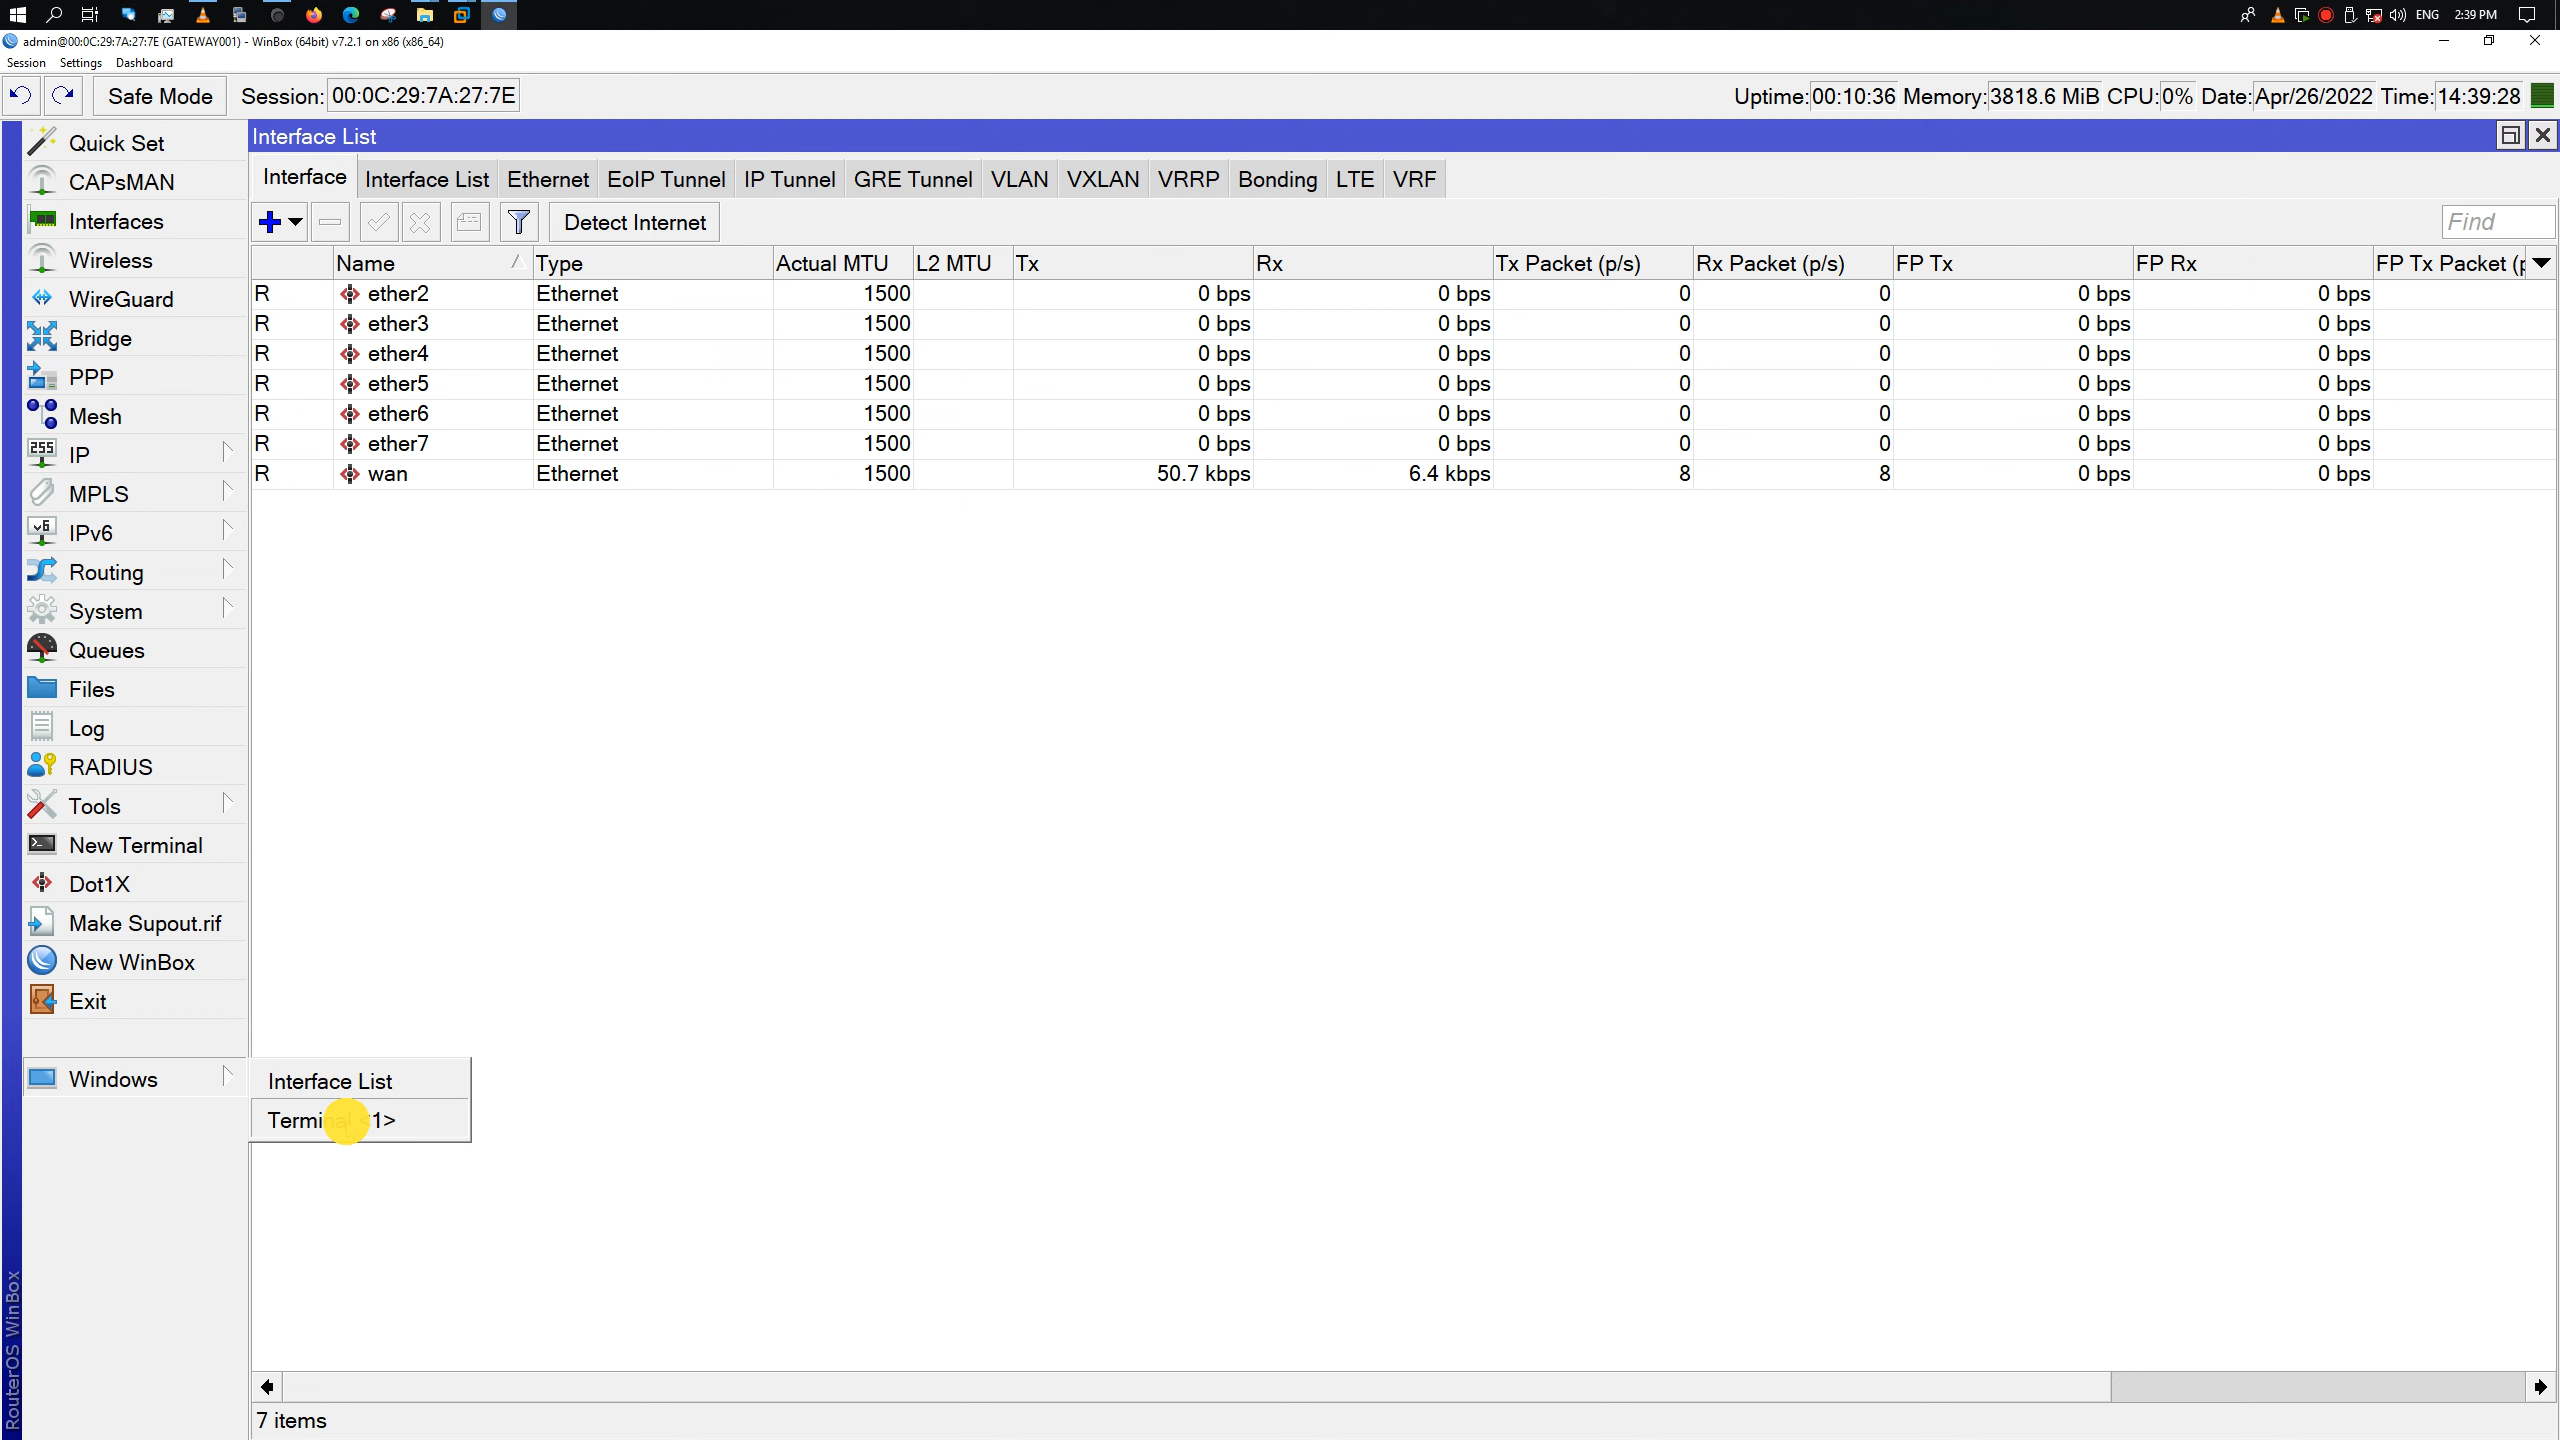 ENG 2:39 PM
admin@00:0C:29:7A:27:7E (GATEWAY001) - WinBox (64bit) v7.2.1 on x86 (x86_64)
Session Settings Dashboard
Safe Mode Session: 00:0C:29:7A:27:7E Uptime: 00:10:36 Memory: 3818.6 MiB CPU: 0% Date: Apr/26/2022 Time: 14:39:28
Quick Set
CAPsMAN
Interfaces
Wireless
WireGuard
Bridge
PPP
Mesh
255 IP
MPLS
v6 IPv6
Routing
System
Queues
Files
Log
RADIUS
Tools
New Terminal
Dot1X
Make Supout.rif
New WinBox
Exit
Windows
RouterOS WinBox
Interface List
Interface Interface List Ethernet EoIP Tunnel IP Tunnel GRE Tunnel VLAN VXLAN VRRP Bonding LTE VRF
Detect Internet Find
Name Type Actual MTU L2 MTU Tx Rx Tx Packet (p/s) Rx Packet (p/s) FP Tx FP Rx FP Tx Packet (p
R ether2 Ethernet 1500 0 bps 0 bps 0 0 0 bps 0 bps
R ether3 Ethernet 1500 0 bps 0 bps 0 0 0 bps 0 bps
R ether4 Ethernet 1500 0 bps 0 bps 0 0 0 bps 0 bps
R ether5 Ethernet 1500 0 bps 0 bps 0 0 0 bps 0 bps
R ether6 Ethernet 1500 0 bps 0 bps 0 0 0 bps 0 bps
R ether7 Ethernet 1500 0 bps 0 bps 0 0 0 bps 0 bps
R wan Ethernet 1500 50.7 kbps 6.4 kbps 8 8 0 bps 0 bps
Interface List
Terminal <1>
7 items